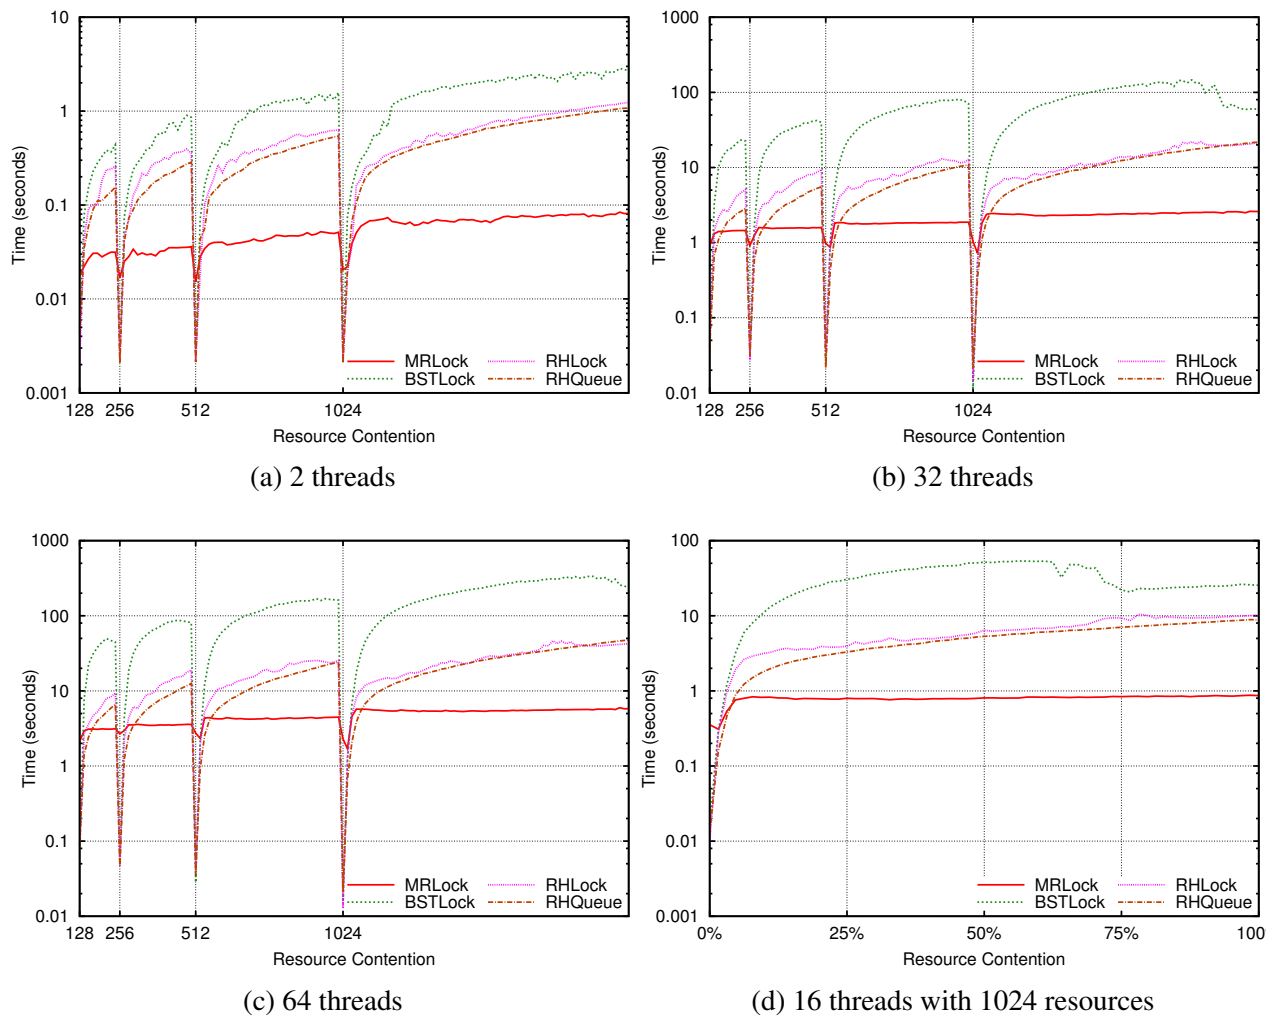 10
1
0.1
0.01
0.001
Time (seconds)
128 256 512 1024
Resource Contention
MRLock RHLock
BSTLock RHQueue
(a) 2 threads
1000
100
10
1
0.1
0.01
Time (seconds)
128 256 512 1024
Resource Contention
MRLock RHLock
BSTLock RHQueue
(b) 32 threads
1000
100
10
1
0.1
0.01
Time (seconds)
128 256 512 1024
Resource Contention
MRLock RHLock
BSTLock RHQueue
(c) 64 threads
100
10
1
0.1
0.01
0.001
Time (seconds)
0% 25% 50% 75% 100
Resource Contention
MRLock RHLock
BSTLock RHQueue
(d) 16 threads with 1024 resources